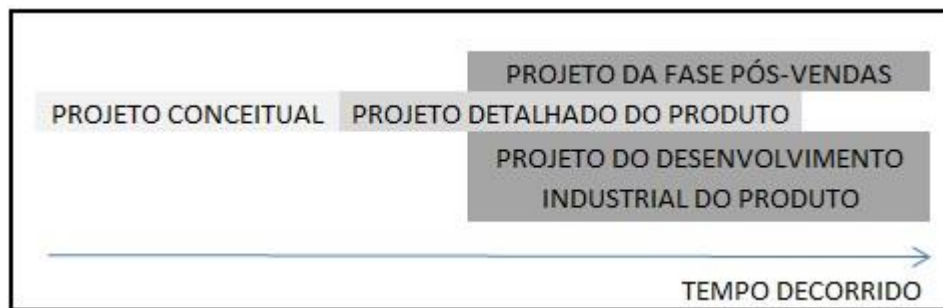 PROJETO DA FASE PÓS-VENDAS
PROJETO CONCEITUAL PROJETO DETALHADO DO PRODUTO
PROJETO DO DESENVOLVIMENTO
INDUSTRIAL DO PRODUTO
TEMPO DECORRIDO